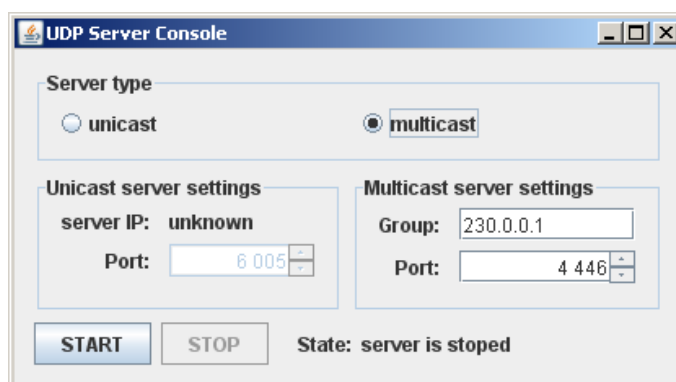 UDP Server Console
Server type
unicast multicast
Unicast server settings Multicast server settings
server IP: unknown Group: 230.0.0.1
Port: 6 005 Port: 4 446
START STOP State: server is stoped